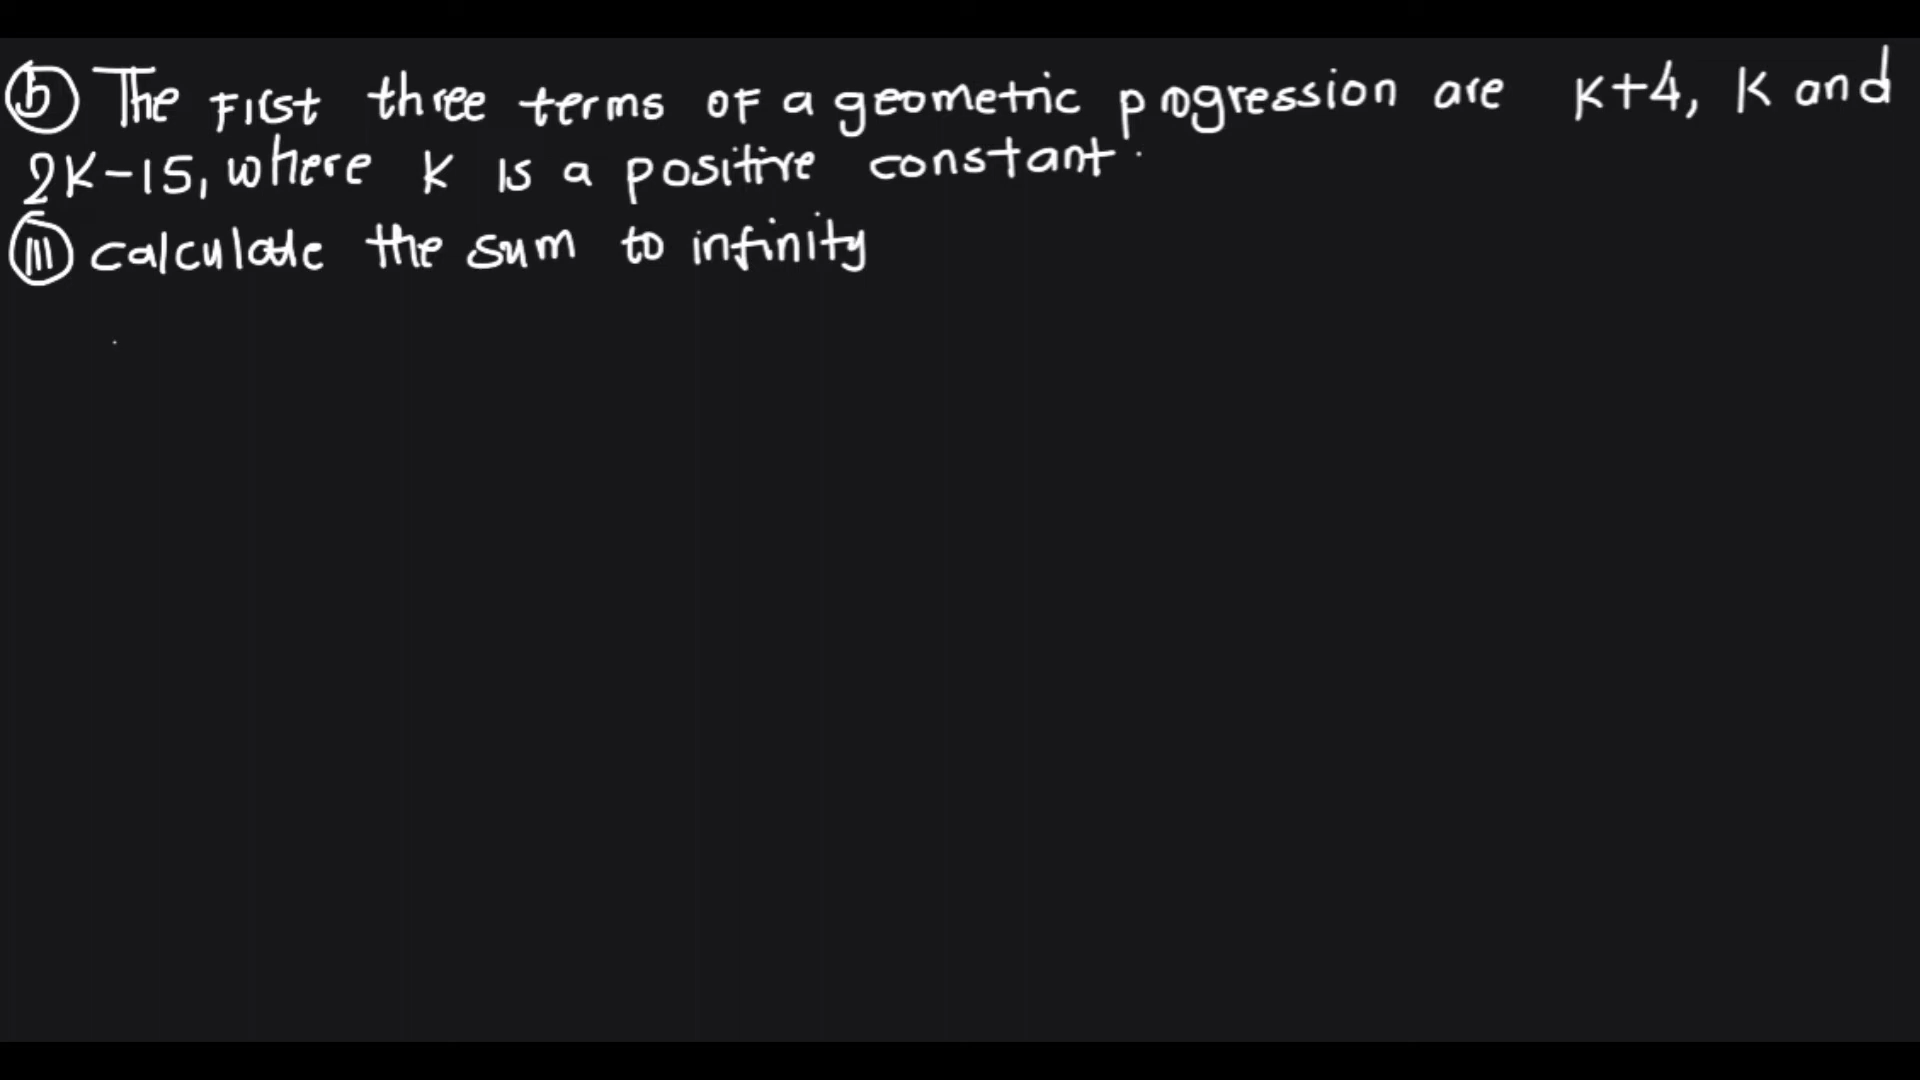 b The First three terms of a geometric progression are K+4, K and
2K-15, where K is a positive constant.
iii calculate the sum to infinity